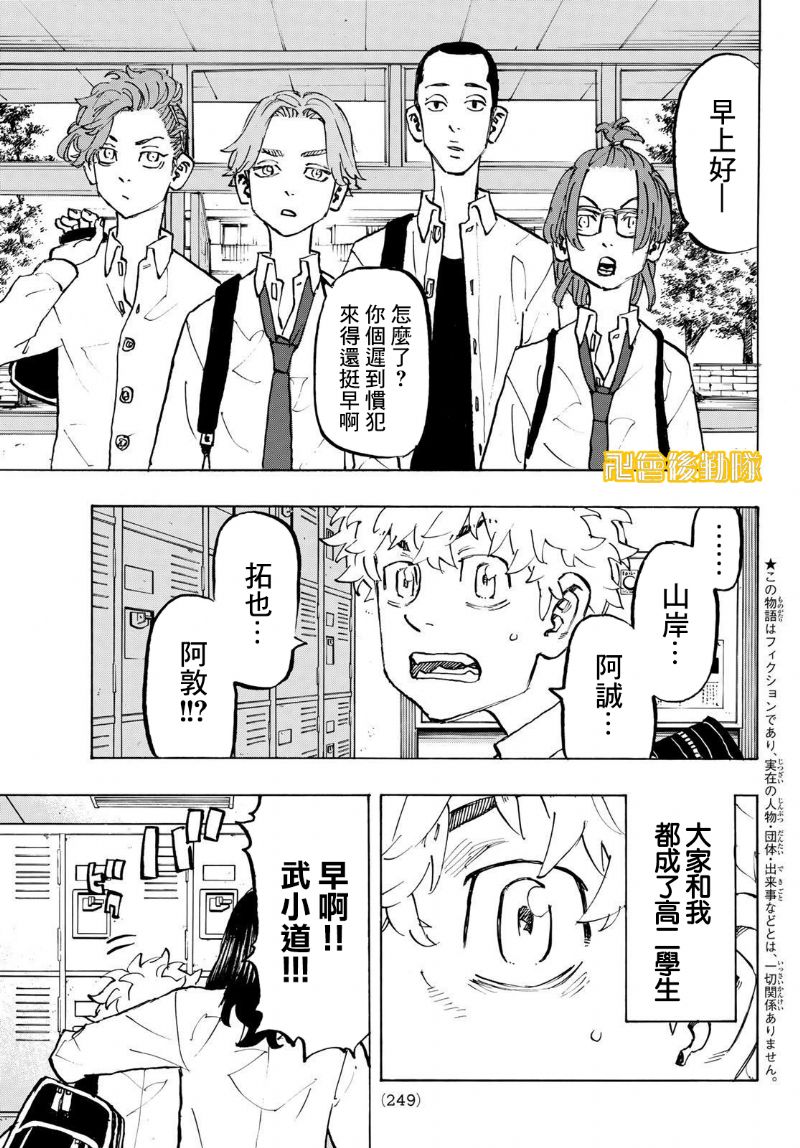 早上好—
怎麼了？
你個遲到慣犯
來得還挺早啊
卍會後勤隊
……
山岸…
阿誠…
拓也…
阿敦!!?
大家和我
都成了高二學生
早啊!!
武小道!!!
★この物語はフィクションであり、実在の人物・団体・出来事などとは、一切関係ありません。
(249)